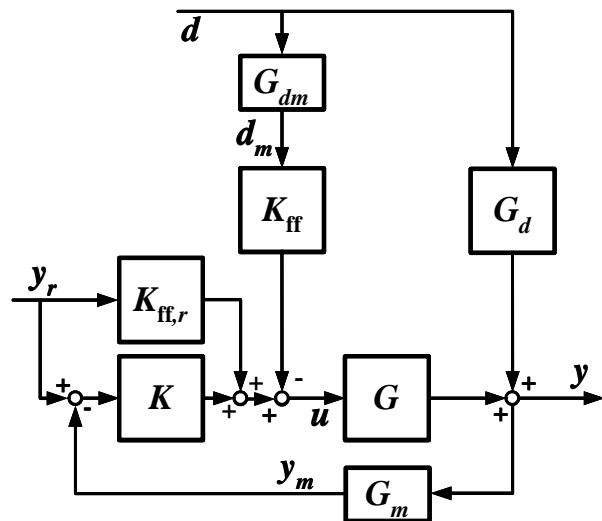 d
G_dm
d_m
K_ff
G_d
y_r
K_ff,r
+
+
-
K
+
+
+
-
u
G
+
+
y
y_m
G_m